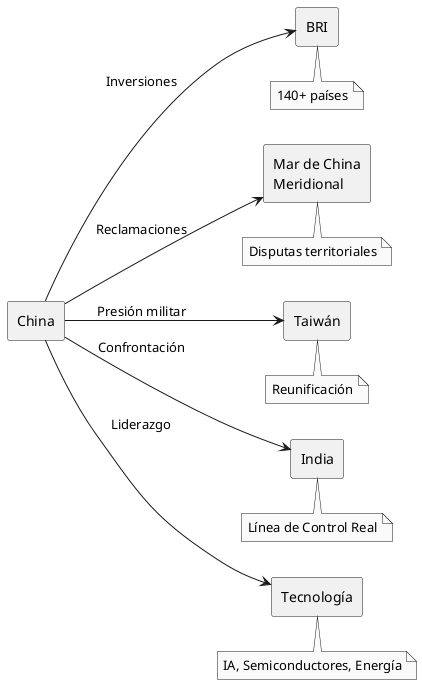 BRI
Inversiones
140+ países
Mar de China
Meridional
Reclamaciones
Disputas territoriales
China
Presión militar
Taiwán
Confrontación
Reunificación
Liderazgo
India
Línea de Control Real
Tecnología
IA, Semiconductores, Energía